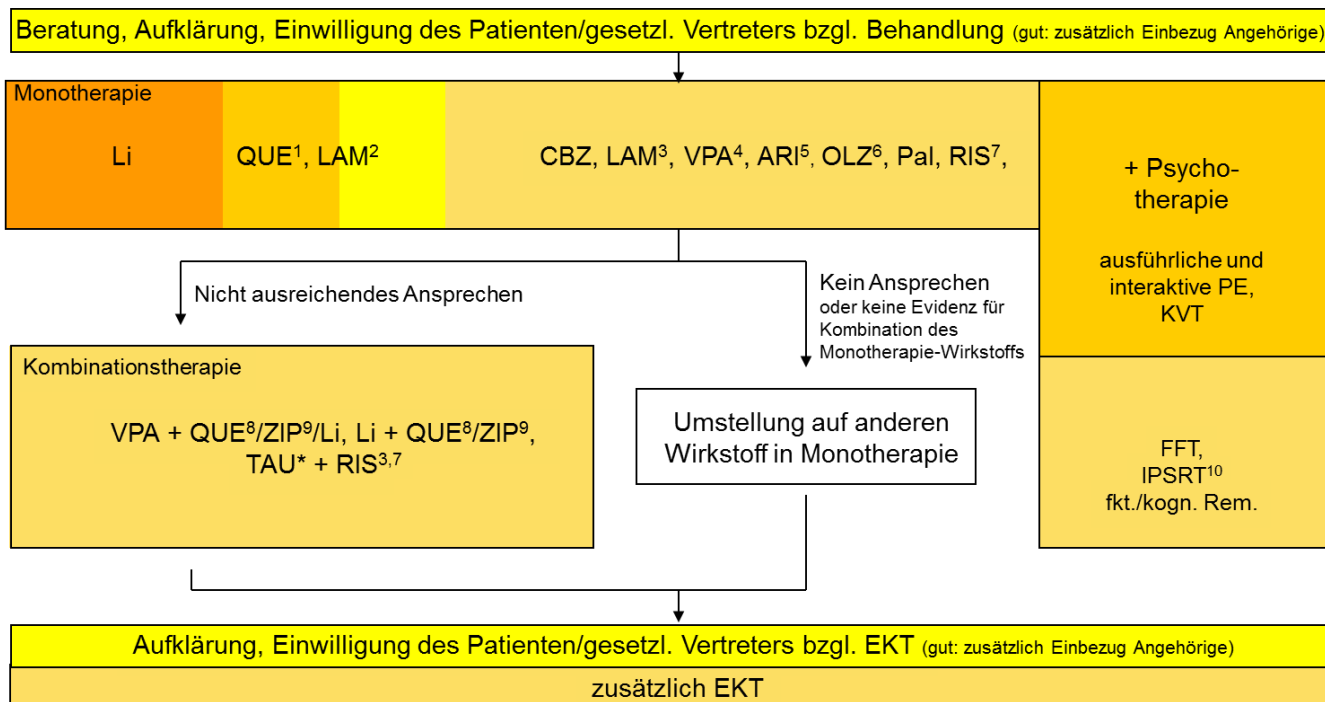 Beratung, Aufklärung, Einwilligung des Patienten/gesetzl. Vertreters bzgl. Behandlung (gut: zusätzlich Einbezug Angehörige)
Monotherapie
Li
QUE¹, LAM²
CBZ, LAM³, VPA⁴, ARI⁵, OLZ⁶, Pal, RIS⁷,
+ Psycho-
therapie
ausführliche und
interaktive PE,
KVT
Nicht ausreichendes Ansprechen
Kein Ansprechen
oder keine Evidenz für
Kombination des
Monotherapie-Wirkstoffs
Kombinationstherapie
VPA + QUE⁸/ZIP⁹/Li, Li + QUE⁸/ZIP⁹,
TAU* + RIS³,⁷
Umstellung auf anderen
Wirkstoff in Monotherapie
FFT,
IPSRT¹⁰
fkt./kogn. Rem.
Aufklärung, Einwilligung des Patienten/gesetzl. Vertreters bzgl. EKT (gut: zusätzlich Einbezug Angehörige)
zusätzlich EKT